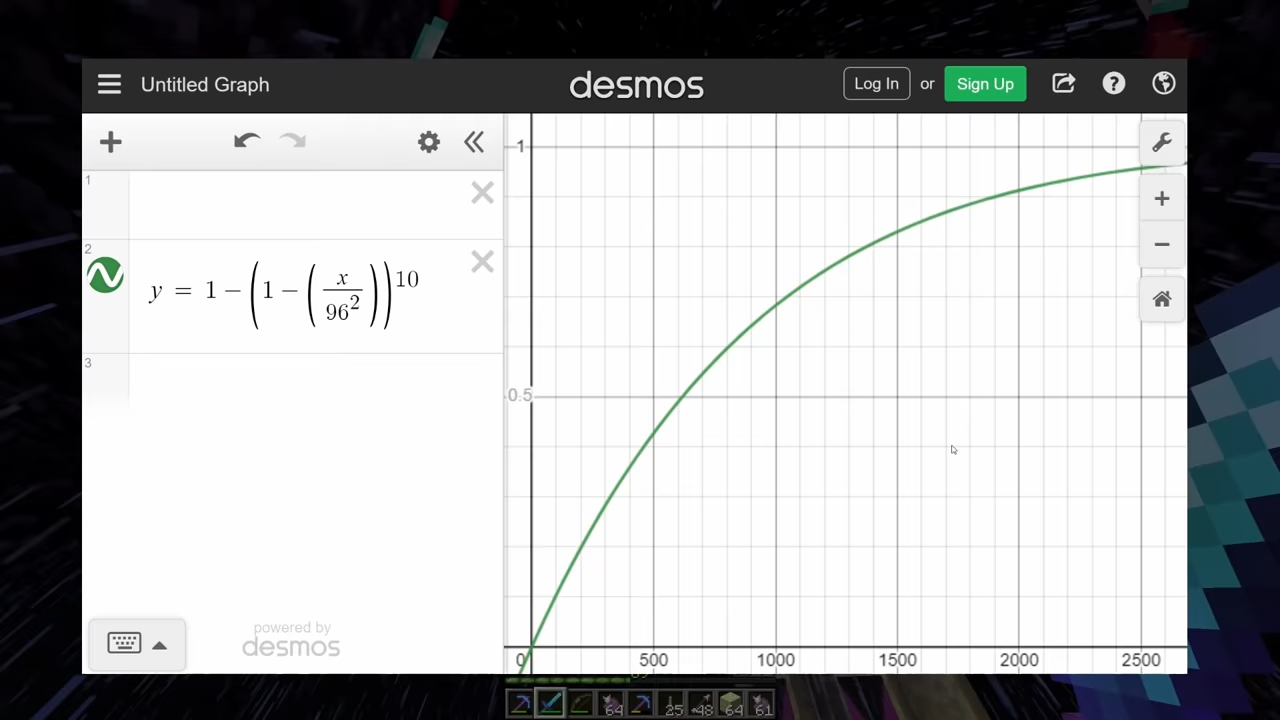 Untitled Graph
desmos
Log In or Sign Up
1
2
y = 1 − (1 − (x/96²))¹⁰
3
powered by
desmos
1
0.5
0 500 1000 1500 2000 2500
64 25 48 64 61